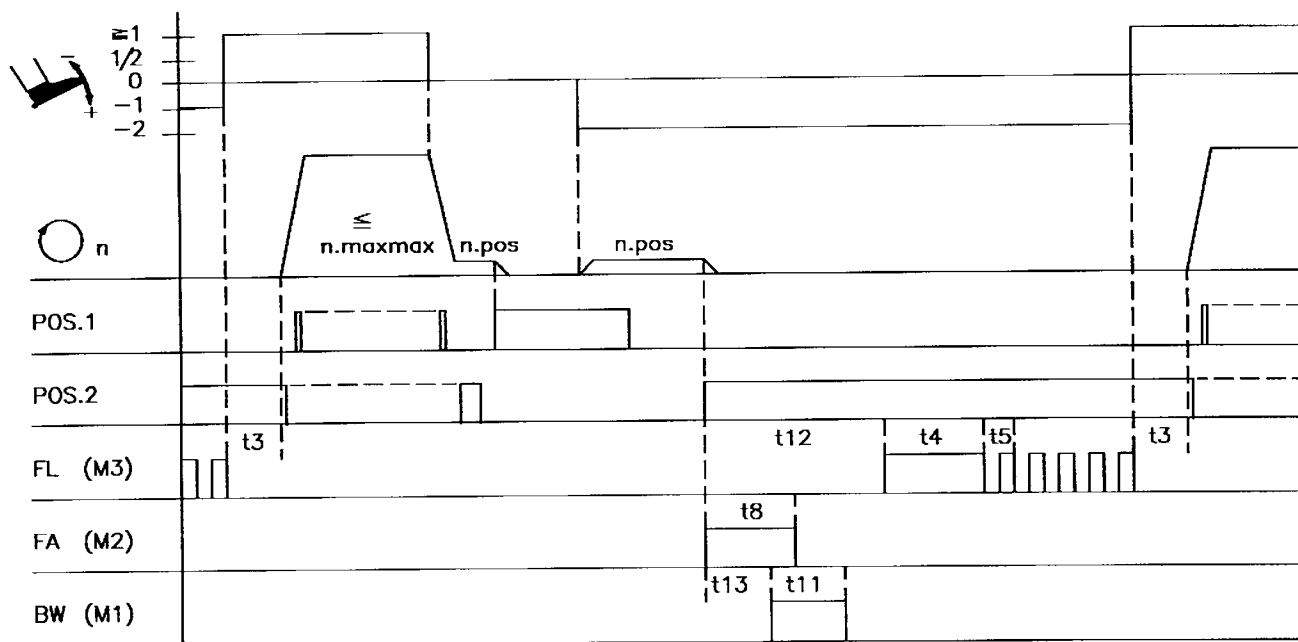 ≧1
1/2
0
−1
−2
−
+
n
≦
n.maxmax
n.pos
n.pos
POS.1
POS.2
t3
t12
t4
t5
t3
FL (M3)
t8
FA (M2)
t13
t11
BW (M1)